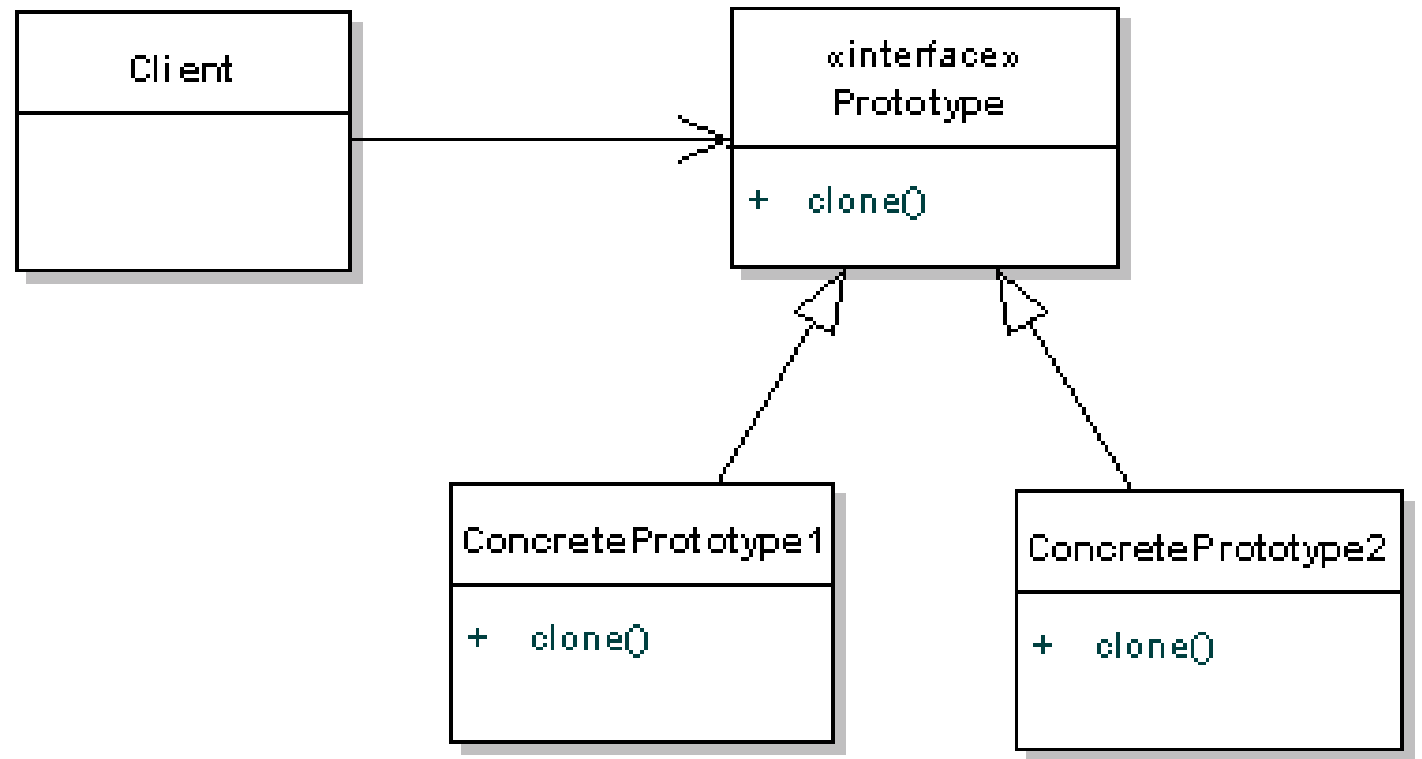 Client
«interface»
Prototype
+ clone()
ConcretePrototype1
+ clone()
ConcretePrototype2
+ clone()